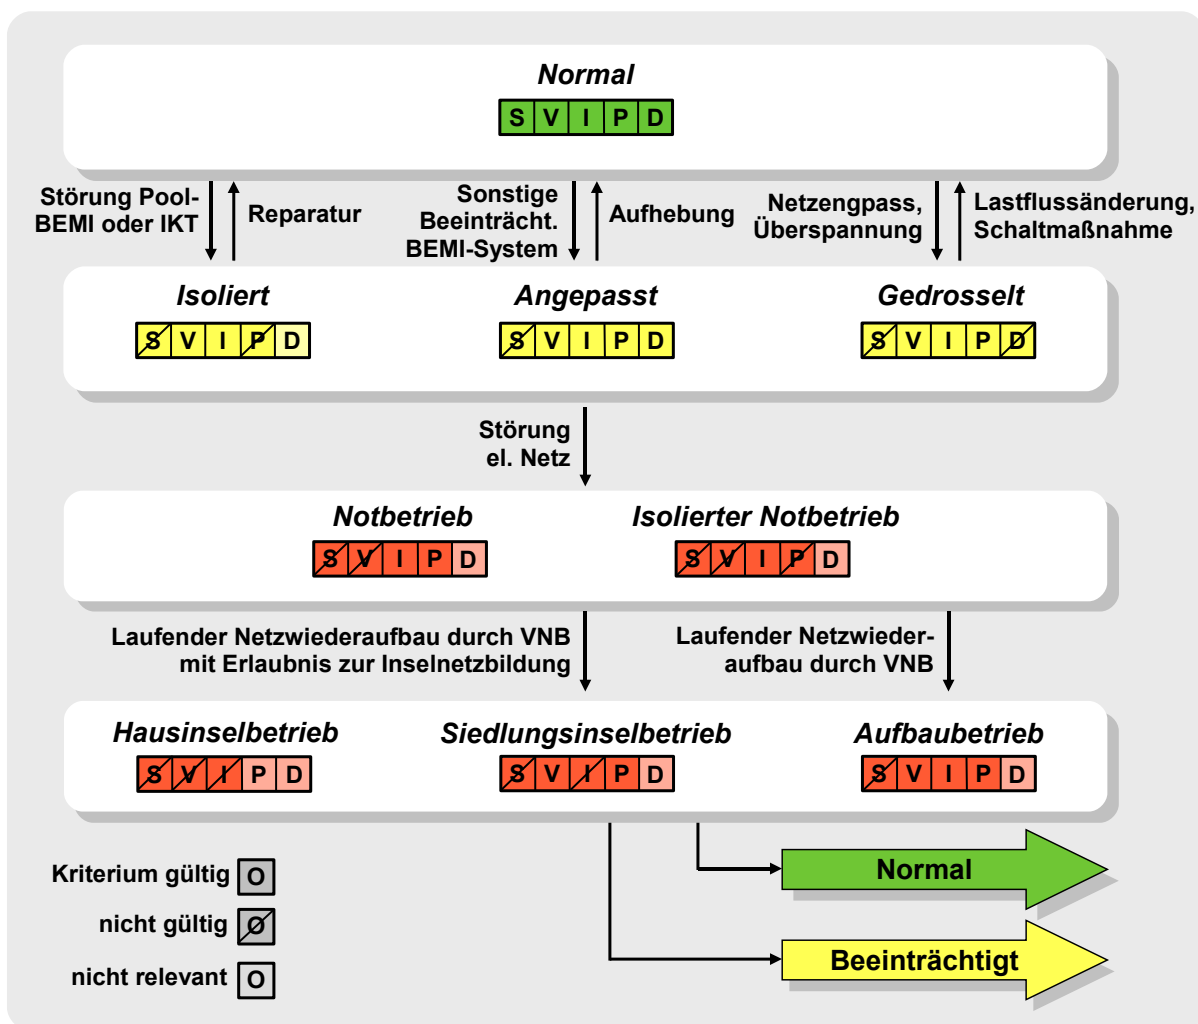 Normal
S V I P D
Störung Pool-
BEMI oder IKT
Reparatur
Sonstige
Beeinträcht.
BEMI-System
Aufhebung
Netzengpass,
Überspannung
Lastflussänderung,
Schaltmaßnahme
Isoliert
S V I P D
Angepasst
S V I P D
Gedrosselt
S V I P D
Störung
el. Netz
Notbetrieb
S V I P D
Isolierter Notbetrieb
S V I P D
Laufender Netzwiederaufbau durch VNB
mit Erlaubnis zur Inselnetzbildung
Laufender Netzwieder-
aufbau durch VNB
Hausinselbetrieb
S V I P D
Siedlungsinselbetrieb
S V I P D
Aufbaubetrieb
S V I P D
Kriterium gültig O
nicht gültig O
nicht relevant O
Normal
Beeinträchtigt